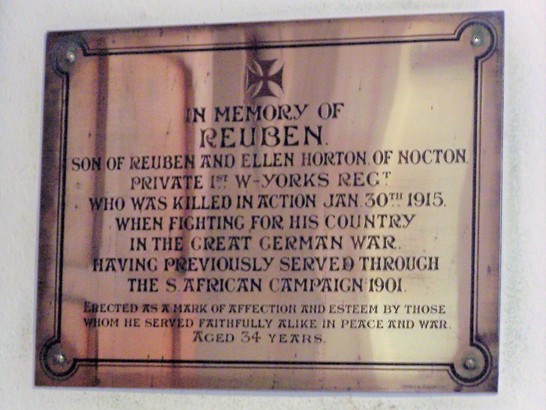 IN MEMORY OF
REUBEN.
SON OF REUBEN AND ELLEN HORTON. OF NOCTON.
PRIVATE 1ST W-YORKS REGT
WHO WAS KILLED IN ACTION JAN. 30TH 1915.
WHEN FIGHTING FOR HIS COUNTRY
IN THE GREAT GERMAN WAR.
HAVING PREVIOUSLY SERVED THROUGH
THE S. AFRICAN CAMPAIGN 1901.
ERECTED AS A MARK OF AFFECTION AND ESTEEM BY THOSE
WHOM HE SERVED FAITHFULLY ALIKE IN PEACE AND WAR.
AGED 34 YEARS.